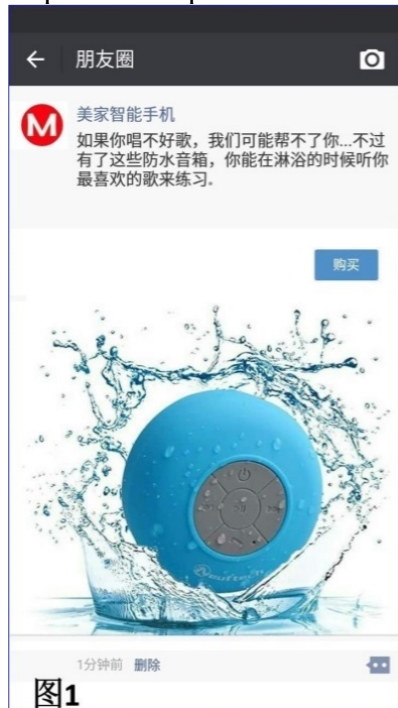 朋友圈
M
美家智能手机
如果你唱不好歌，我们可能帮不了你...不过
有了这些防水音箱，你能在淋浴的时候听你
最喜欢的歌来练习.
购买
1分钟前 删除
图1